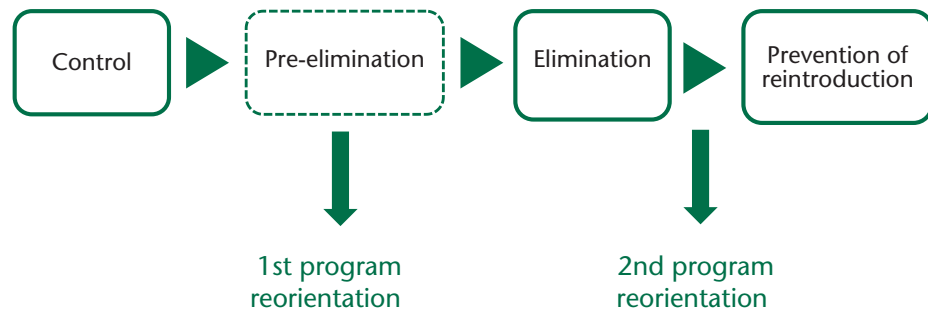 Control
Pre-elimination
Elimination
Prevention of
reintroduction
1st program
reorientation
2nd program
reorientation